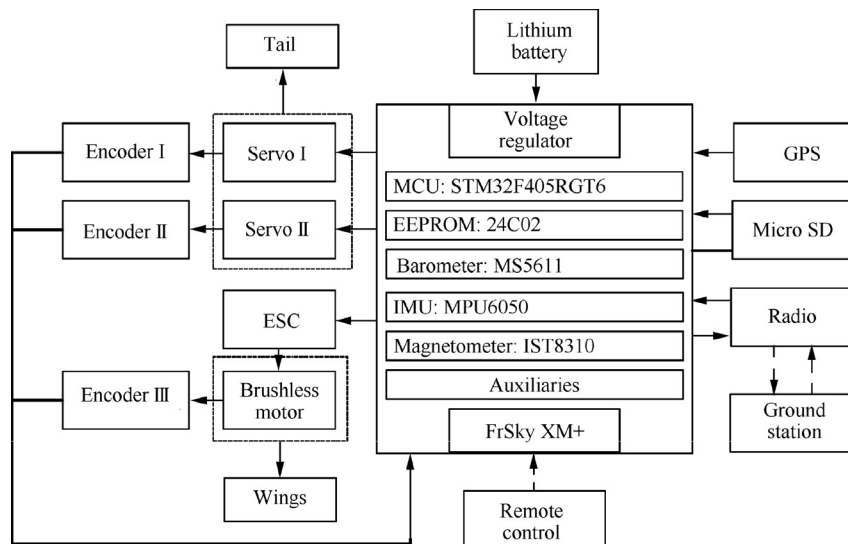 Lithium
battery
Tail
Voltage
regulator
Encoder I
Servo I
GPS
MCU: STM32F405RGT6
EEPROM: 24C02
Encoder II
Servo II
Micro SD
Barometer: MS5611
IMU: MPU6050
ESC
Radio
Magnetometer: IST8310
Auxiliaries
Encoder III
Brushless
motor
Ground
station
FrSky XM+
Wings
Remote
control